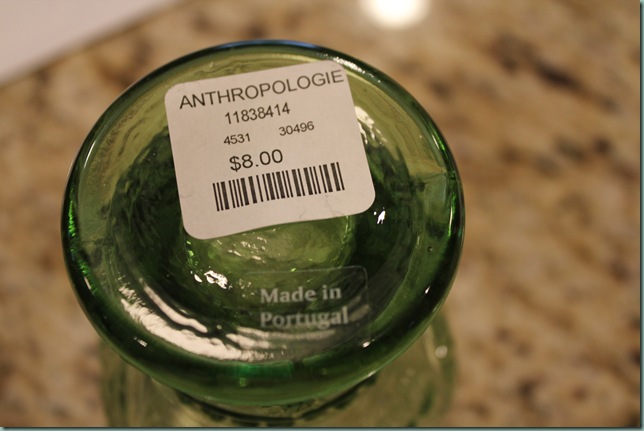 ANTHROPOLOGIE
11838414
4531 30496
$8.00
Made in
Portugal